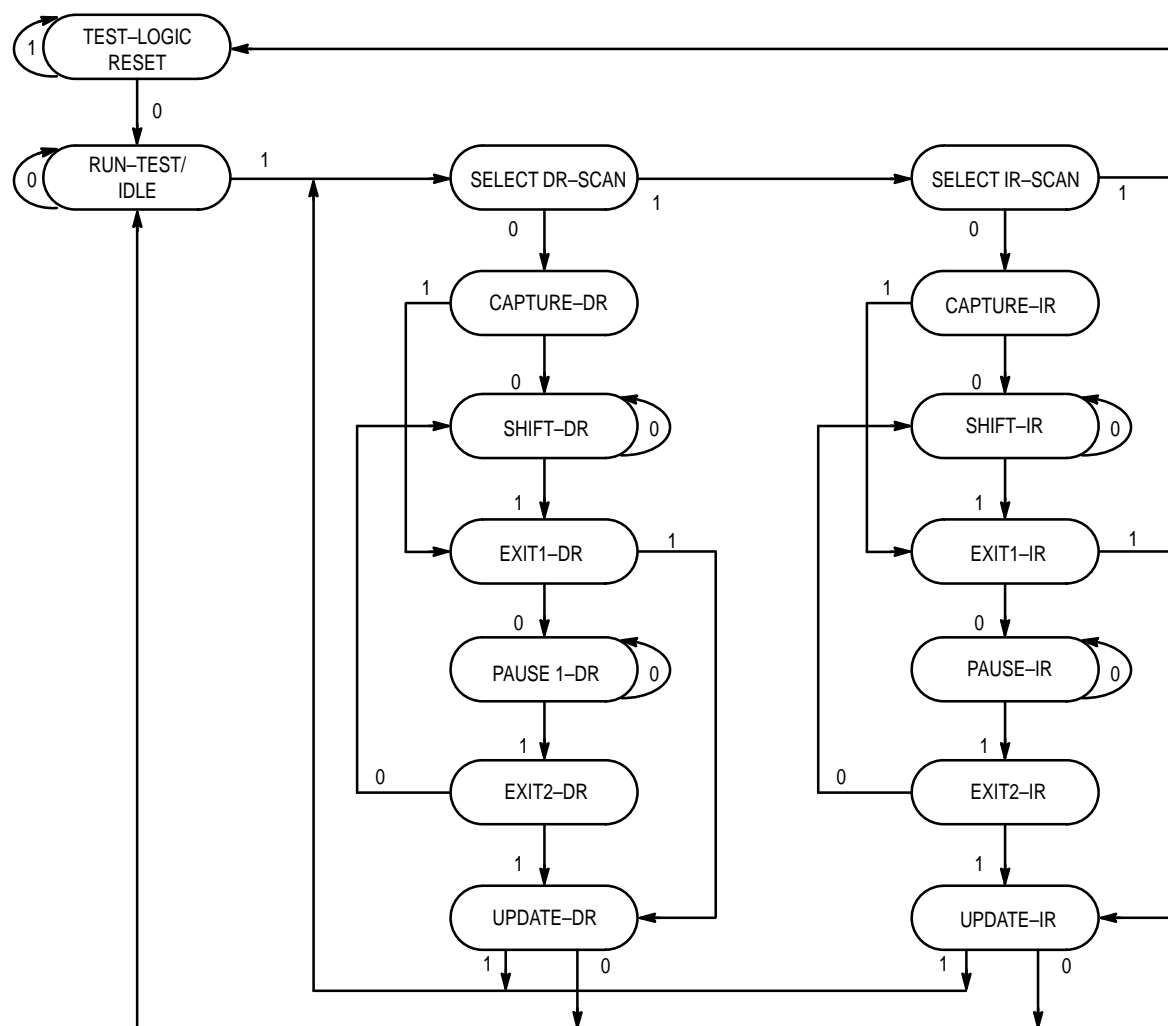 TEST–LOGIC
RESET
1
0
RUN–TEST/
IDLE
0
1
SELECT DR–SCAN
1
SELECT IR–SCAN
1
0
0
1
CAPTURE–DR
1
CAPTURE–IR
0
0
SHIFT–DR
0
SHIFT–IR
0
1
1
EXIT1–DR
1
EXIT1–IR
1
0
0
PAUSE 1–DR
0
PAUSE–IR
0
1
1
0
EXIT2–DR
0
EXIT2–IR
1
1
UPDATE–DR
UPDATE–IR
1
0
1
0